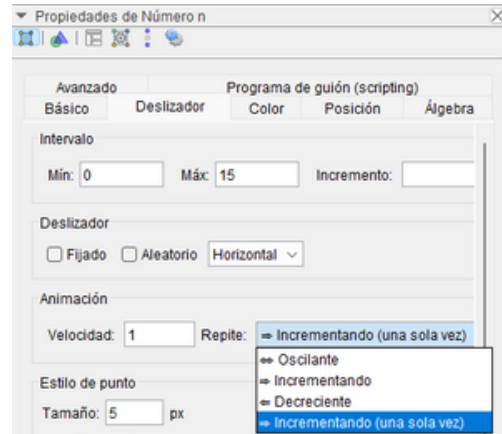 Propiedades de Número n
Avanzado Programa de guión (scripting)
Básico Deslizador Color Posición Álgebra
Intervalo
Mín: 0 Máx: 15 Incremento:
Deslizador
Fijado Aleatorio Horizontal
Animación
Velocidad: 1 Repite: ⇒ Incrementando (una sola vez)
⇔ Oscilante
⇒ Incrementando
⇐ Decreciente
⇒ Incrementando (una sola vez)
Estilo de punto
Tamaño: 5 px